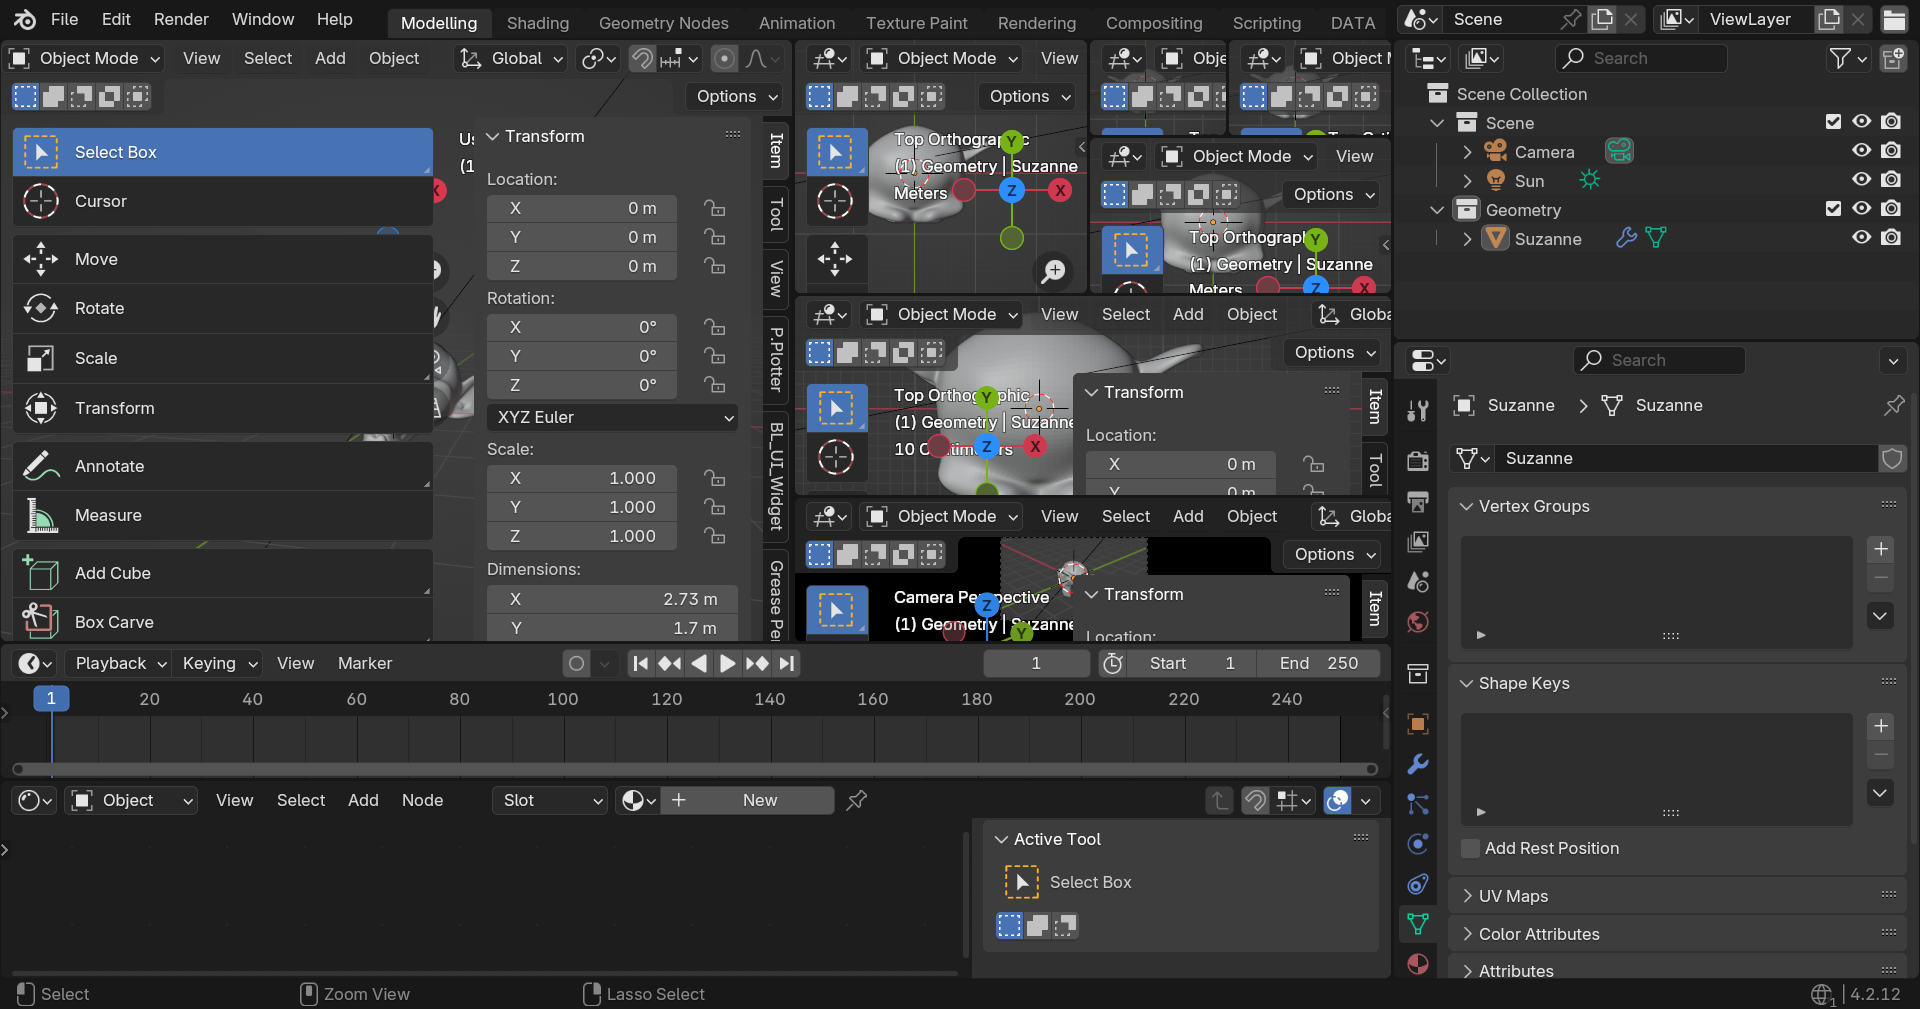 File Edit Render Window Help Modelling Shading Geometry Nodes Animation Texture Paint Rendering Compositing Scripting DATA Scene ViewLayer
Object Mode View Select Add Object Global
Options
Select Box
Cursor
Move
Rotate
Scale
Transform
Annotate
Measure
Add Cube
Box Carve
Us
(1
X
Transform
Location:
X 0 m
Y 0 m
Z 0 m
Rotation:
X 0°
Y 0°
Z 0°
XYZ Euler
Scale:
X 1.000
Y 1.000
Z 1.000
Dimensions:
X 2.73 m
Y 1.7 m
Item
Tool
View
P.Plotter
BL_UI_Widget
Grease Pe
Object Mode View
Options
Top Orthographic
(1) Geometry | Suzanne
Meters
Y
Z
X
Obje
Object M
Object Mode View
Options
Top Orthograph
(1) Geometry | Suzanne
Meters
Y
Z
X
Object Mode View Select Add Object Globa
Options
Top Orthographic
(1) Geometry | Suzanne
Y
Z
X
Transform
Location:
X 0 m
Y 0 m
Item
Tool
Object Mode View Select Add Object Globa
Options
Camera Perspective
(1) Geometry | Suzanne
Z
Y
Transform
Location:
Item
Playback Keying View Marker 1 Start 1 End 250
1 20 40 60 80 100 120 140 160 180 200 220 240
Object View Select Add Node Slot New
Active Tool
Select Box
Search
Scene Collection
Scene
Camera
Sun
Geometry
Suzanne
Search
Suzanne Suzanne
Suzanne
Vertex Groups
Shape Keys
Add Rest Position
UV Maps
Color Attributes
Attributes
Select Zoom View Lasso Select 1 4.2.12